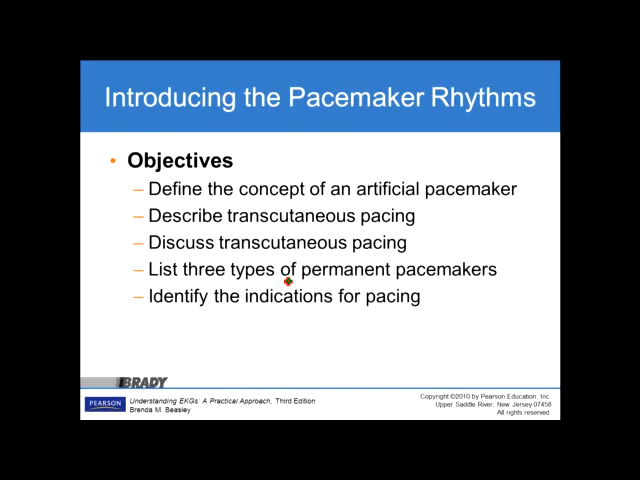 Introducing the Pacemaker Rhythms
• Objectives
– Define the concept of an artificial pacemaker
– Describe transcutaneous pacing
– Discuss transcutaneous pacing
– List three types of permanent pacemakers
– Identify the indications for pacing
BRADY
PEARSON
Understanding EKGs: A Practical Approach, Third Edition
Brenda M. Beasley
Copyright ©2010 by Pearson Education, Inc.
Upper Saddle River, New Jersey 07458
All rights reserved.